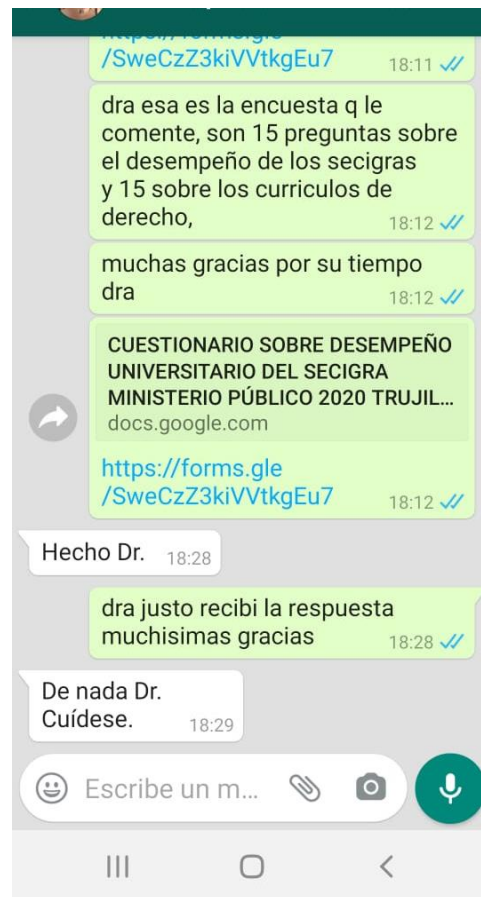 /SweCzZ3kiVVtkgEu7 18:11
dra esa es la encuesta q le
comente, son 15 preguntas sobre
el desempeño de los secigras
y 15 sobre los curriculos de
derecho, 18:12
muchas gracias por su tiempo
dra 18:12
CUESTIONARIO SOBRE DESEMPEÑO
UNIVERSITARIO DEL SECIGRA
MINISTERIO PÚBLICO 2020 TRUJIL...
docs.google.com
https://forms.gle
/SweCzZ3kiVVtkgEu7 18:12
Hecho Dr. 18:28
dra justo recibi la respuesta
muchisimas gracias 18:28
De nada Dr.
Cuídese. 18:29
Escribe un m...